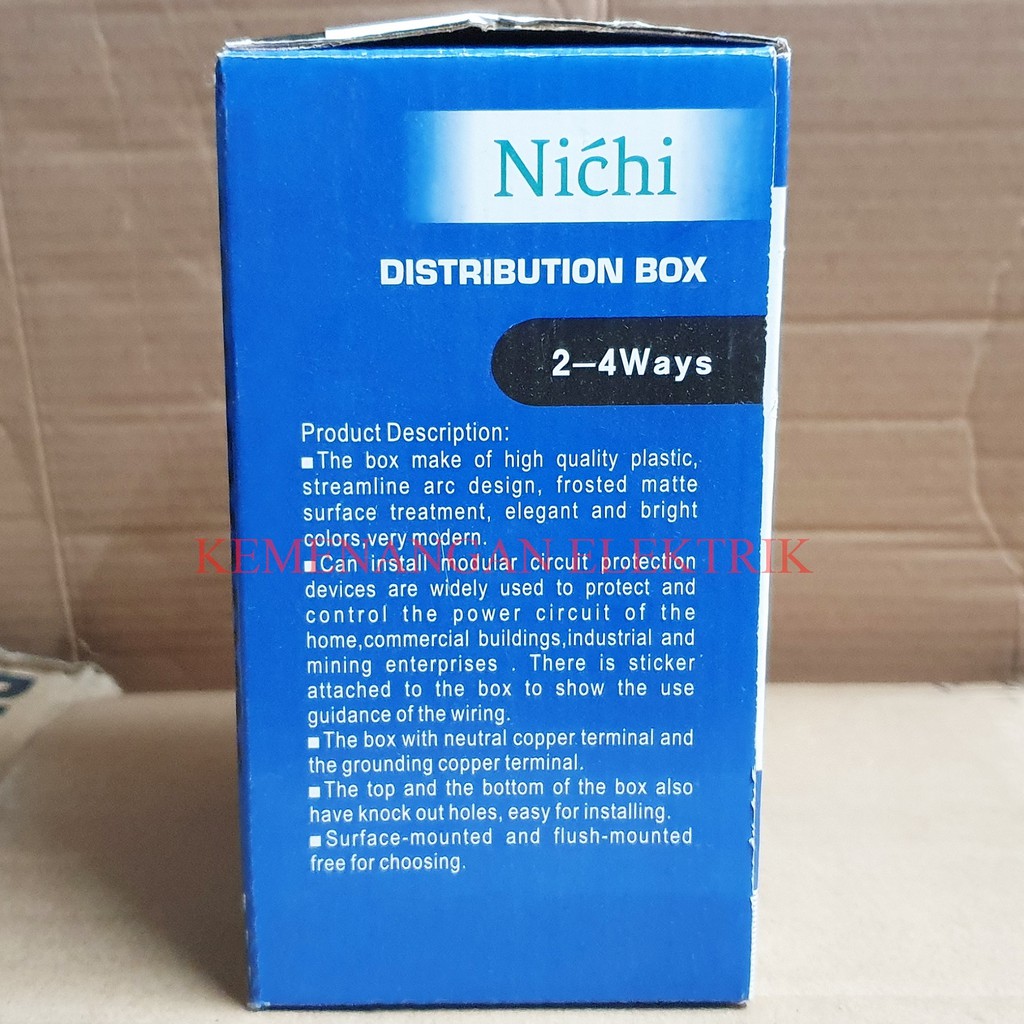 Nićhi
DISTRIBUTION BOX
2–4Ways
Product Description:
■The box make of high quality plastic,
streamline arc design, frosted matte
surface treatment, elegant and bright
colors,very modern.
KEMENANGAN ELEKTRIK
■Can install modular circuit protection
devices are widely used to protect and
control the power circuit of the
home,commercial buildings,industrial and
mining enterprises . There is sticker
attached to the box to show the use
guidance of the wiring.
■The box with neutral copper terminal and
the grounding copper terminal.
■The top and the bottom of the box also
have knock out holes, easy for installing.
■Surface-mounted and flush-mounted
free for choosing.